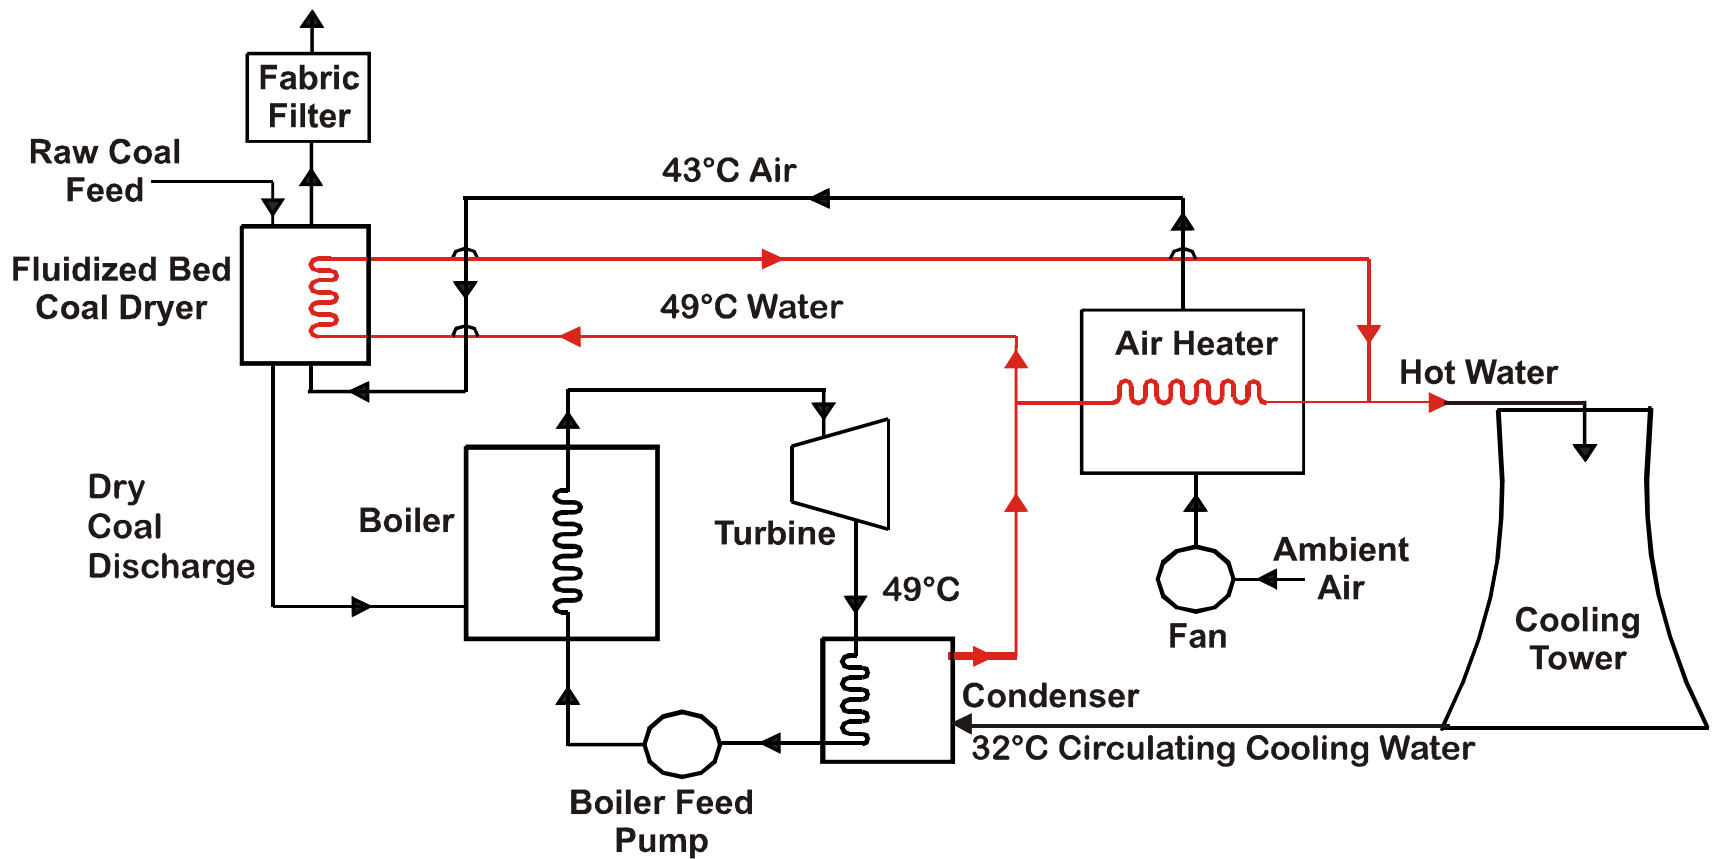 Fabric
Filter
Raw Coal
Feed
43°C Air
Fluidized Bed
Coal Dryer
49°C Water
Air Heater
Hot Water
Dry
Coal
Discharge
Boiler
Turbine
49°C
Ambient
Air
Fan
Cooling
Tower
Condenser
32°C Circulating Cooling Water
Boiler Feed
Pump